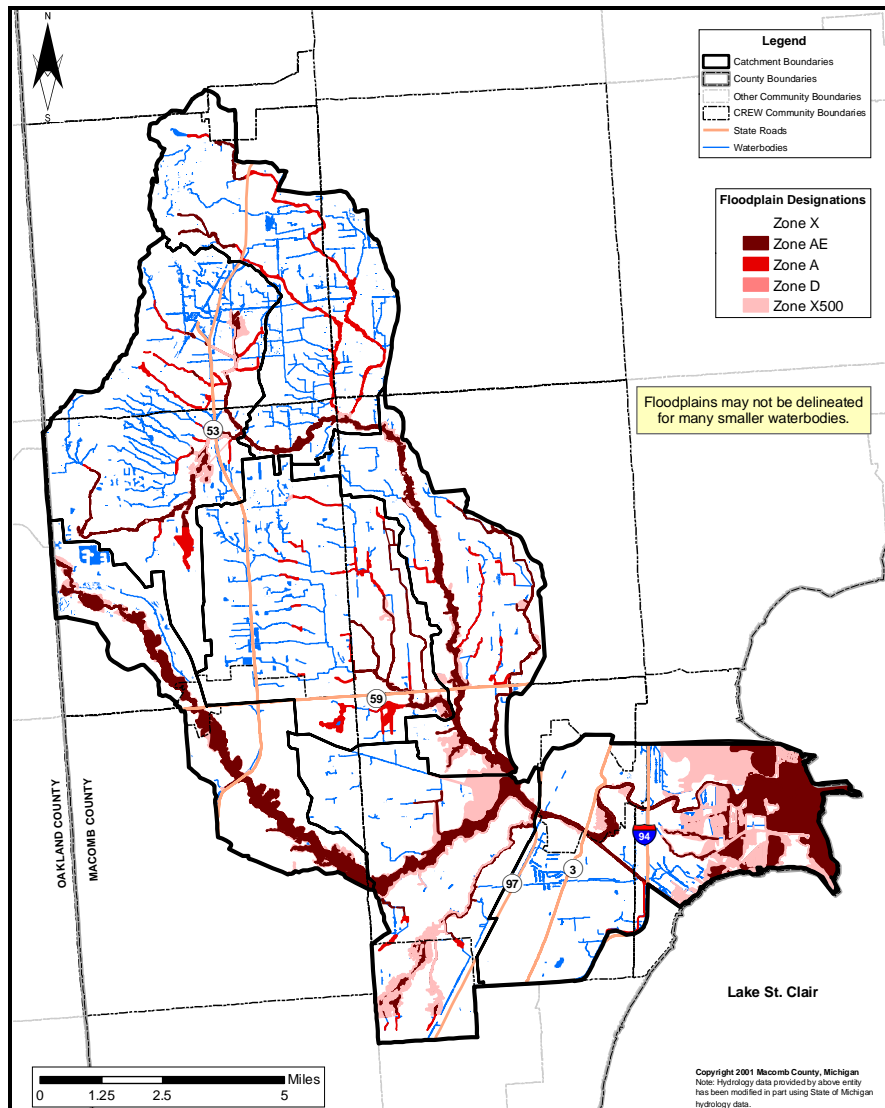 N
S
Legend
Catchment Boundaries
County Boundaries
Other Community Boundaries
CREW Community Boundaries
State Roads
Waterbodies
Floodplain Designations
Zone X
Zone AE
Zone A
Zone D
Zone X500
Floodplains may not be delineated
for many smaller waterbodies.
53
59
94
97
3
OAKLAND COUNTY
MACOMB COUNTY
Lake St. Clair
Miles
0 1.25 2.5 5
Copyright 2001 Macomb County, Michigan
Note: Hydrology data provided by above entity
has been modified in part using State of Michigan
hydrology data.